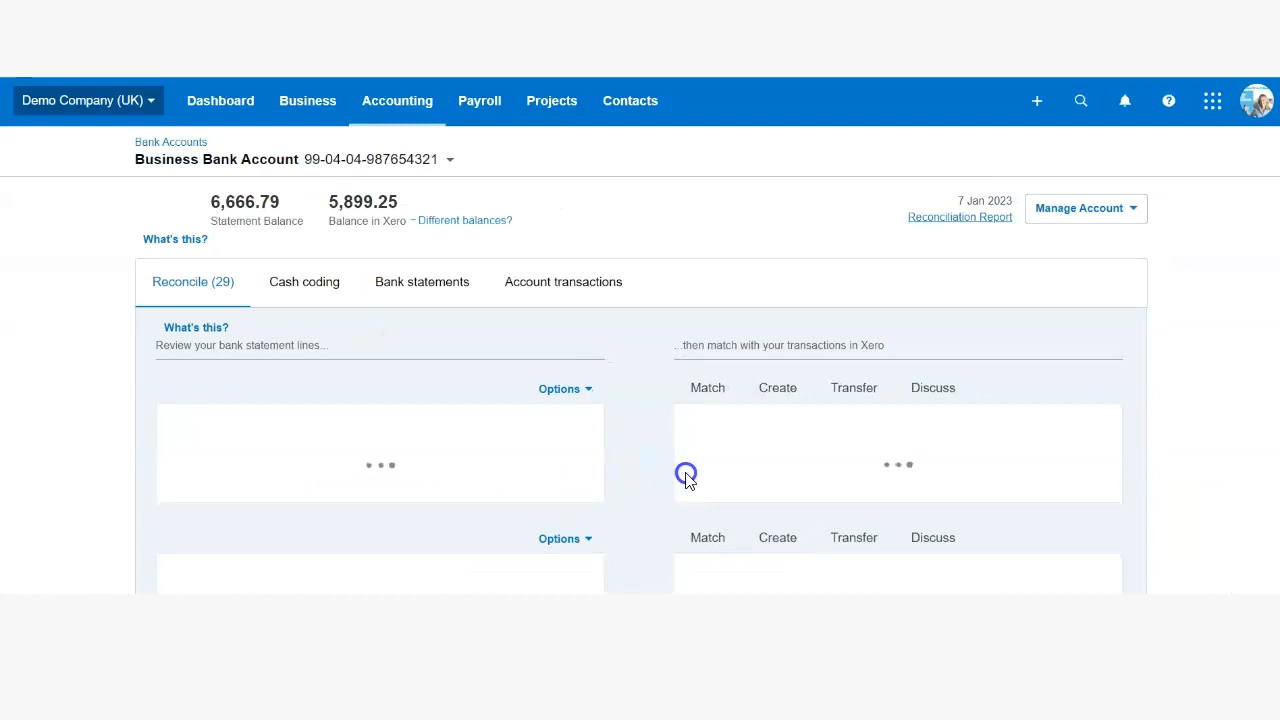 Demo Company (UK)
Dashboard
Business
Accounting
Payroll
Projects
Contacts
Bank Accounts
Business Bank Account 99-04-04-987654321
6,666.79
Statement Balance
5,899.25
Balance in Xero
Different balances?
7 Jan 2023
Reconciliation Report
Manage Account
What's this?
Reconcile (29)
Cash coding
Bank statements
Account transactions
What's this?
Review your bank statement lines...
...then match with your transactions in Xero
Options
Match
Create
Transfer
Discuss
Options
Match
Create
Transfer
Discuss